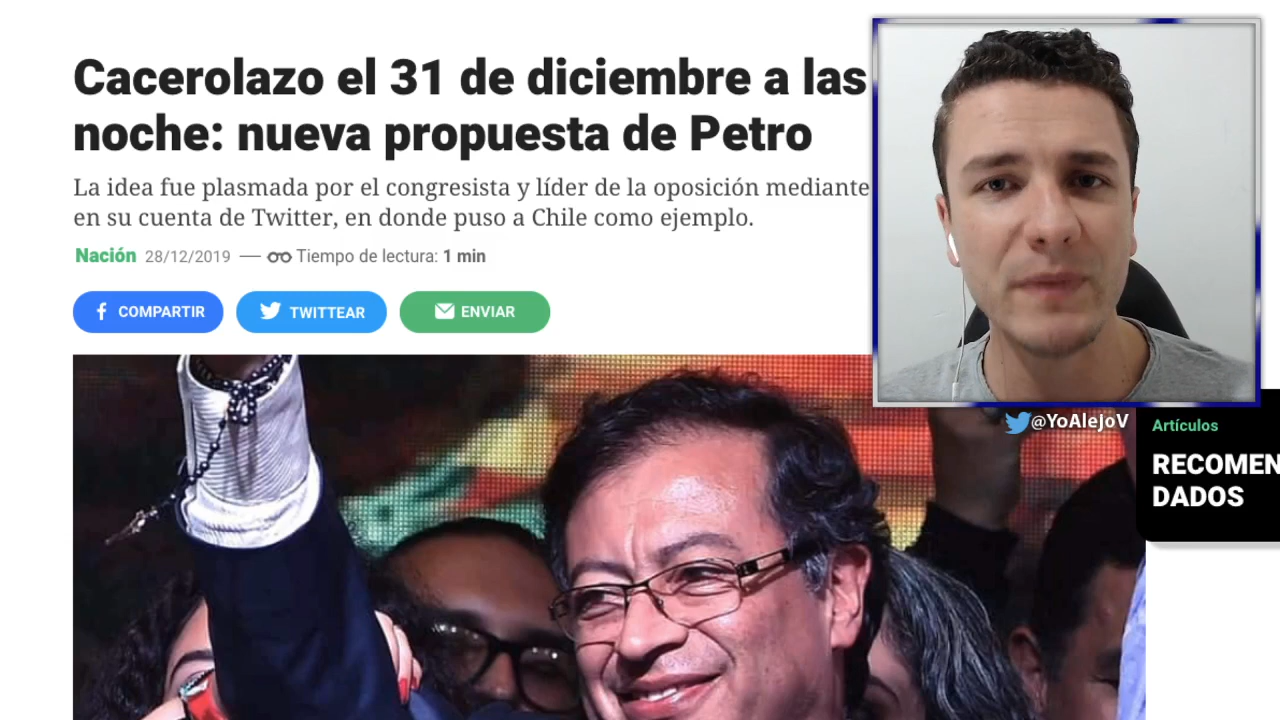 Cacerolazo el 31 de diciembre a las
noche: nueva propuesta de Petro
La idea fue plasmada por el congresista y líder de la oposición mediante
en su cuenta de Twitter, en donde puso a Chile como ejemplo.
Nación 28/12/2019 — Tiempo de lectura: 1 min
COMPARTIR TWITTEAR ENVIAR
@YoAlejoV
Artículos
RECOMEN
DADOS